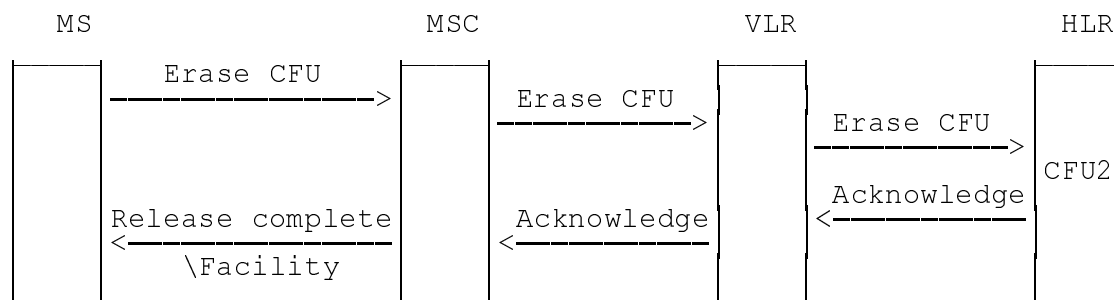 MS MSC VLR HLR
Erase CFU
Erase CFU
Erase CFU
CFU2
Acknowledge
Release complete Acknowledge
\Facility